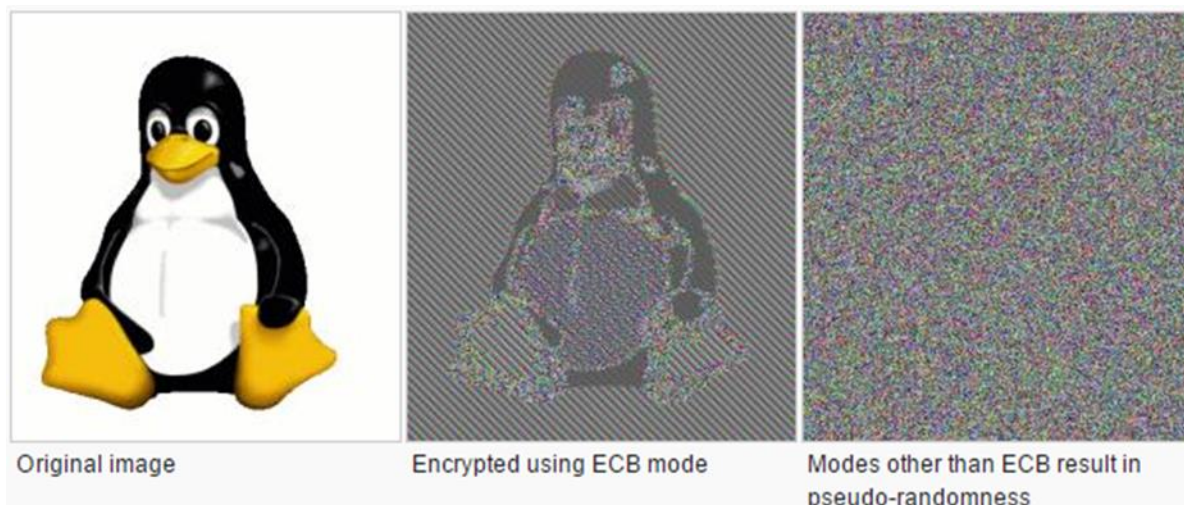 Original image
Encrypted using ECB mode
Modes other than ECB result in
pseudo-randomness